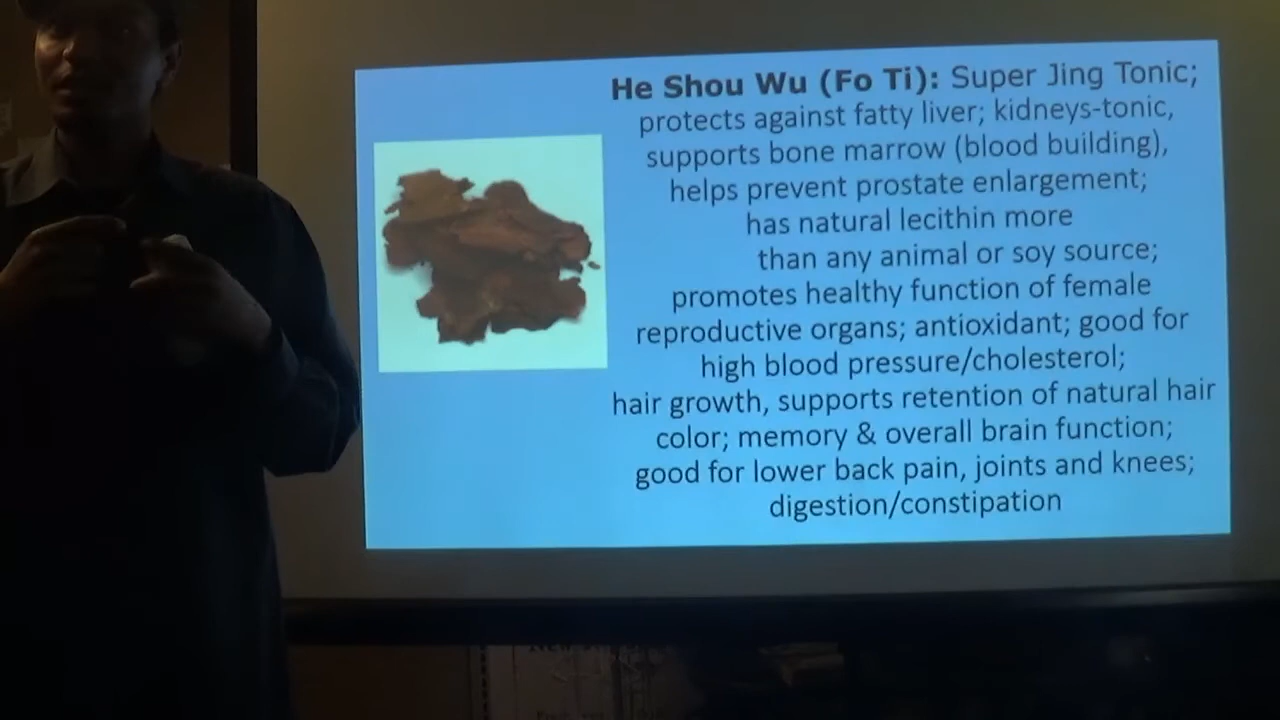 He Shou Wu (Fo Ti): Super Jing Tonic;
protects against fatty liver; kidneys-tonic,
supports bone marrow (blood building),
helps prevent prostate enlargement;
has natural lecithin more
than any animal or soy source;
promotes healthy function of female
reproductive organs; antioxidant; good for
high blood pressure/cholesterol;
hair growth, supports retention of natural hair
color; memory & overall brain function;
good for lower back pain, joints and knees;
digestion/constipation